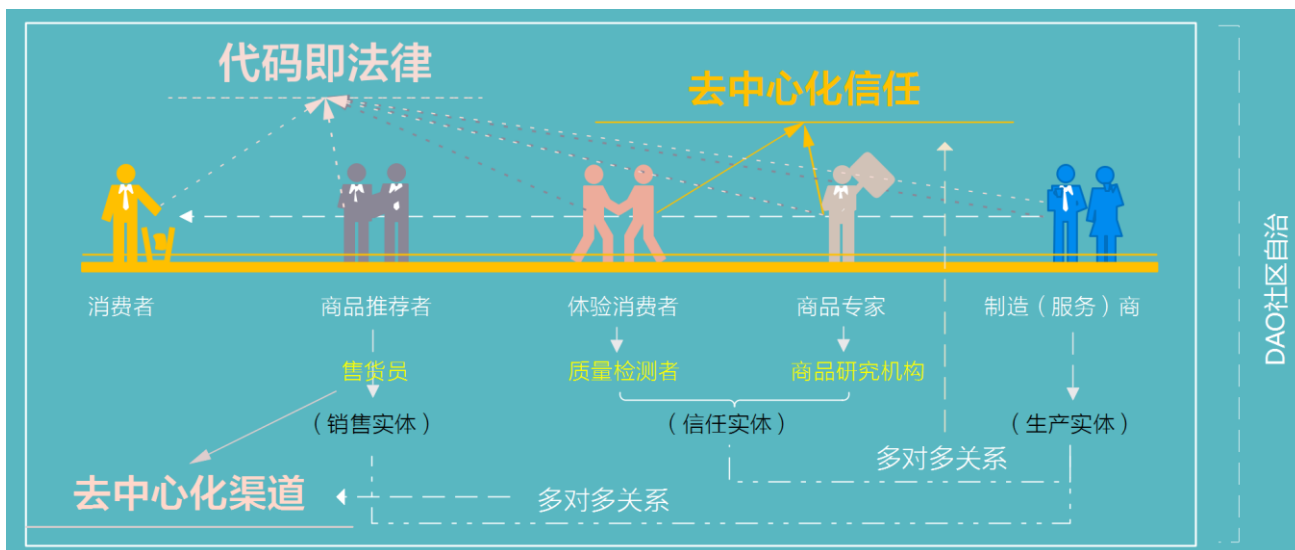 代码即法律
去中心化信任
消费者
商品推荐者
体验消费者
商品专家
制造（服务）商
售货员
质量检测者
商品研究机构
（销售实体）
（信任实体）
（生产实体）
多对多关系
去中心化渠道
多对多关系
DAO社区自治